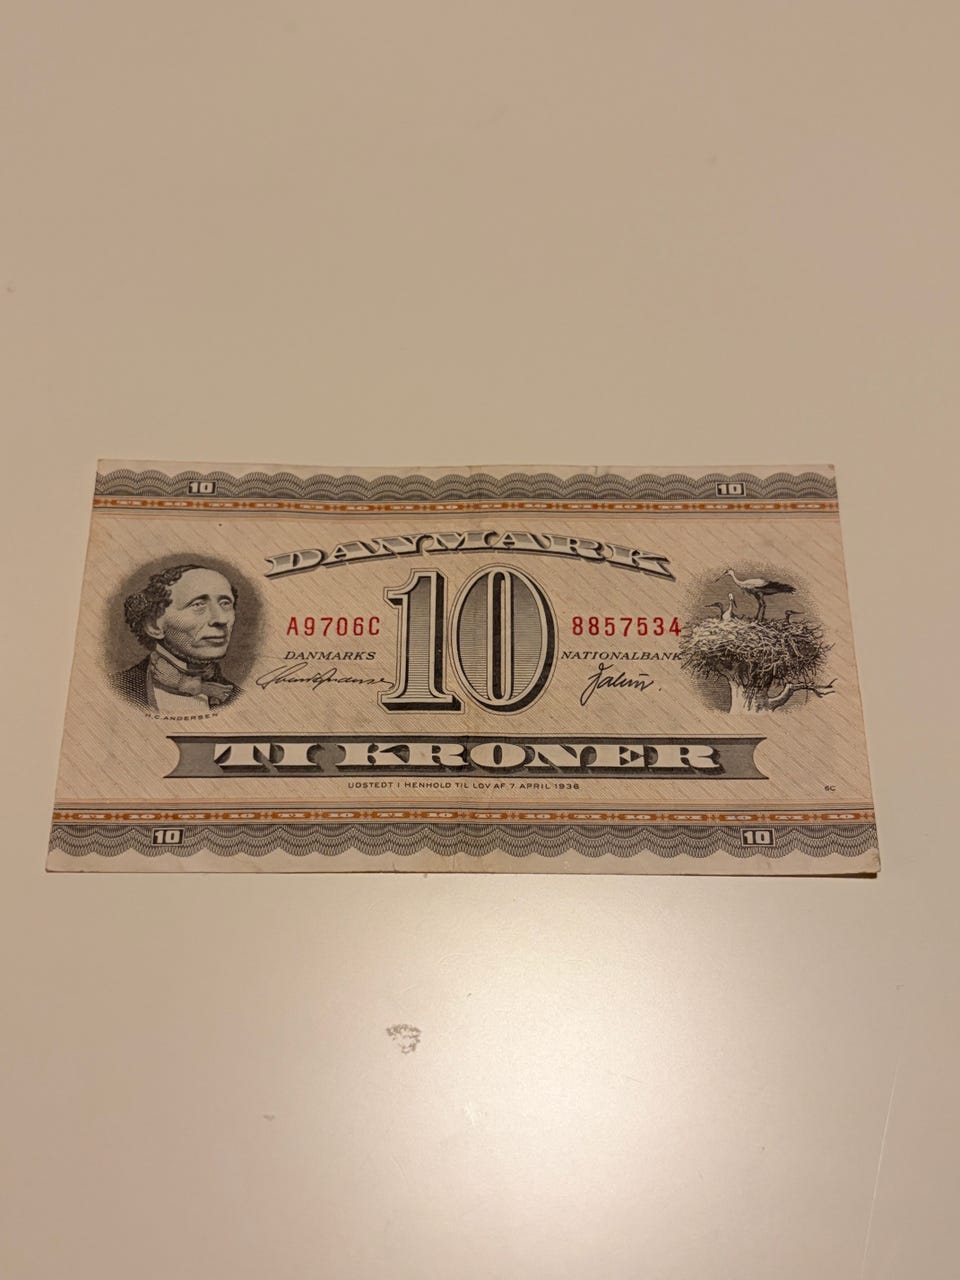 10 10
DANMARK
10
A9706C 8857534
DANMARKS NATIONALBANK
H.C.ANDERSEN
TI KRONER
UDSTEDT I HENHOLD TIL LOV AF 7. APRIL 1936
6C
10 10